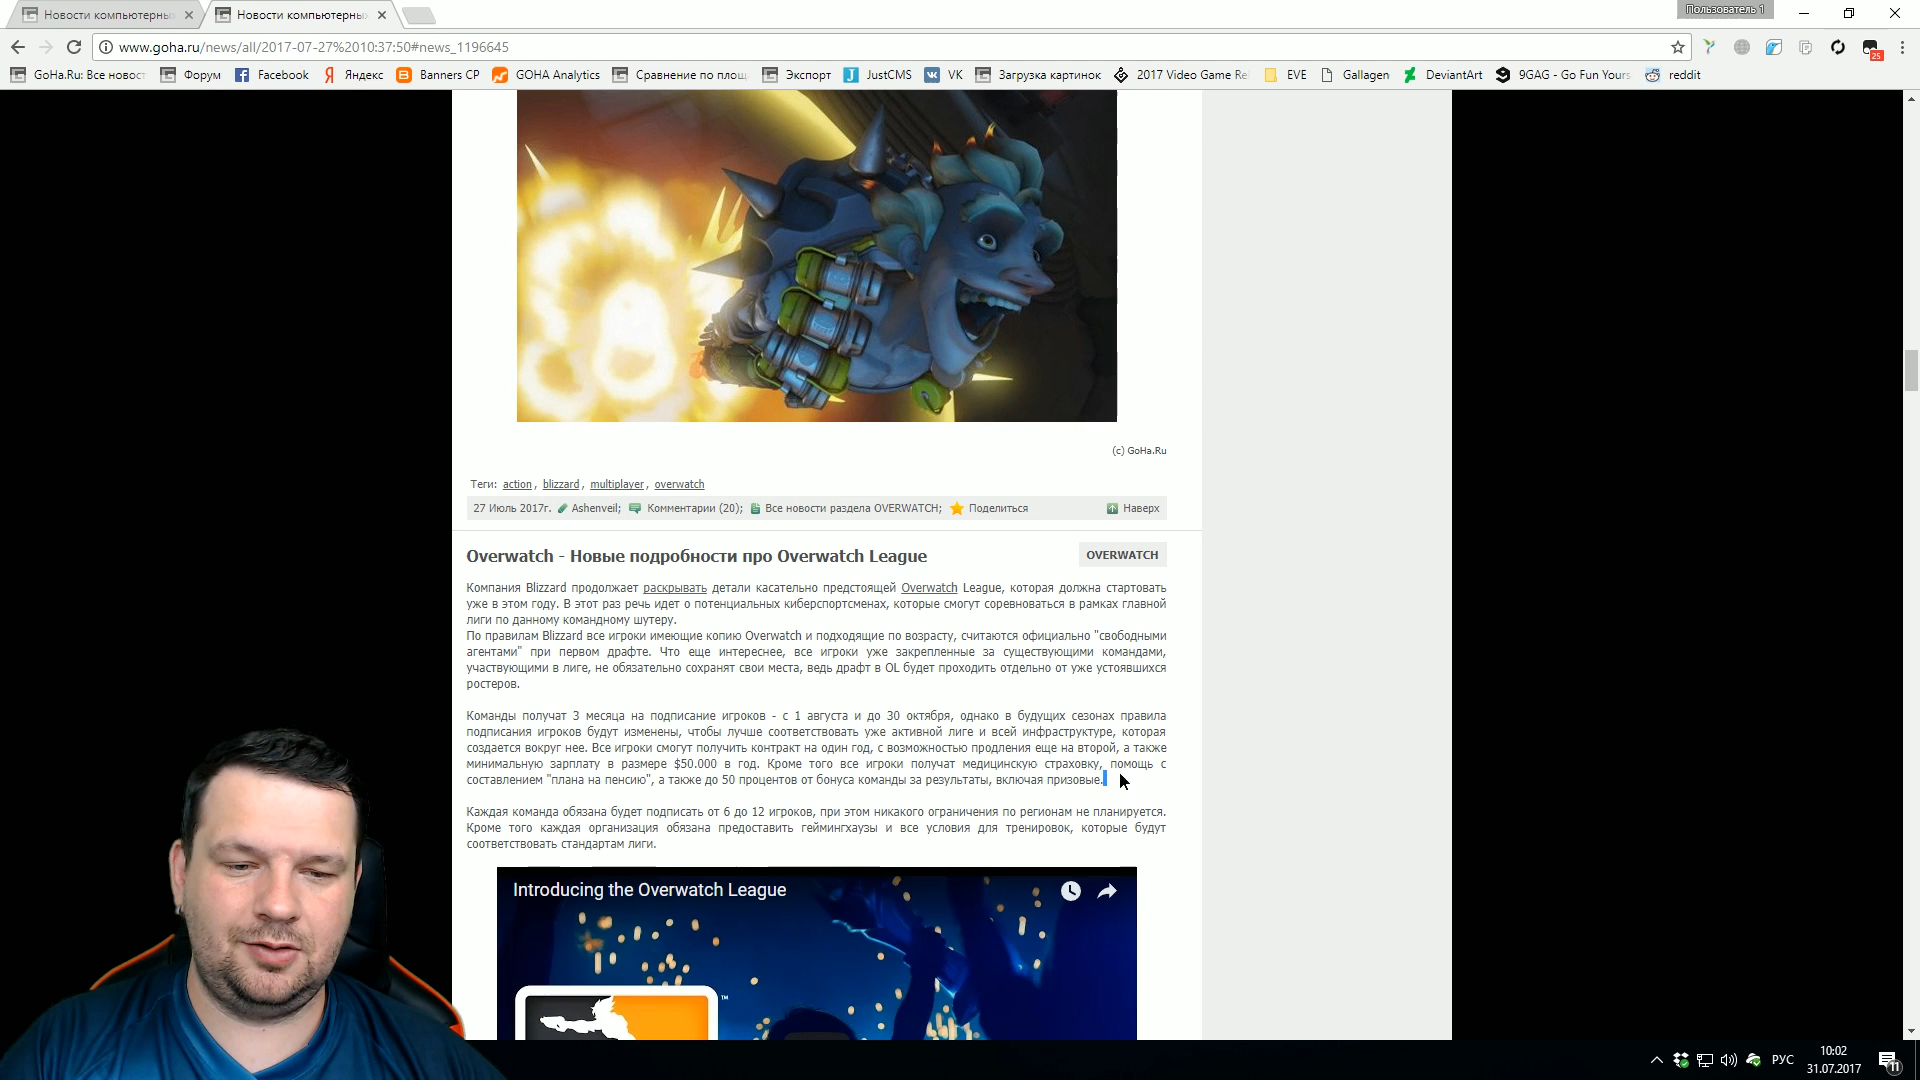 Новости компьютерны
Новости компьютерны
Пользователь 1
www.goha.ru/news/all/2017-07-27%2010:37:50#news_1196645
25
GoHa.Ru: Все новост
Форум
Facebook
Яндекс
Banners CP
GOHA Analytics
Сравнение по площ
Экспорт
JustCMS
VK
Загрузка картинок
2017 Video Game Re
EVE
Gallagen
DeviantArt
9GAG - Go Fun Yours
reddit
(c) GoHa.Ru
Теги: action, blizzard, multiplayer, overwatch
27 Июль 2017г. Ashenveil; Комментарии (20); Все новости раздела OVERWATCH; Поделиться Наверх
Overwatch - Новые подробности про Overwatch League
OVERWATCH
Компания Blizzard продолжает раскрывать детали касательно предстоящей Overwatch League, которая должна стартовать
уже в этом году. В этот раз речь идет о потенциальных киберспортсменах, которые смогут соревноваться в рамках главной
лиги по данному командному шутеру.
По правилам Blizzard все игроки имеющие копию Overwatch и подходящие по возрасту, считаются официально "свободными
агентами" при первом драфте. Что еще интереснее, все игроки уже закрепленные за существующими командами,
участвующими в лиге, не обязательно сохранят свои места, ведь драфт в OL будет проходить отдельно от уже устоявшихся
ростеров.
Команды получат 3 месяца на подписание игроков - с 1 августа и до 30 октября, однако в будущих сезонах правила
подписания игроков будут изменены, чтобы лучше соответствовать уже активной лиге и всей инфраструктуре, которая
создается вокруг нее. Все игроки смогут получить контракт на один год, с возможностью продления еще на второй, а также
минимальную зарплату в размере $50.000 в год. Кроме того все игроки получат медицинскую страховку, помощь с
составлением "плана на пенсию", а также до 50 процентов от бонуса команды за результаты, включая призовые.
Каждая команда обязана будет подписать от 6 до 12 игроков, при этом никакого ограничения по регионам не планируется.
Кроме того каждая организация обязана предоставить геймингхаузы и все условия для тренировок, которые будут
соответствовать стандартам лиги.
Introducing the Overwatch League
TM
РУС
10:02
31.07.2017
11